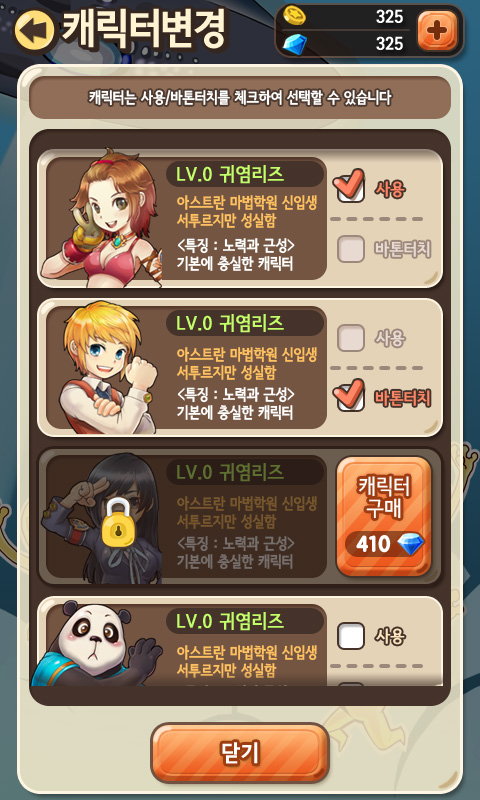 캐릭터변경
325
325
캐릭터는 사용/바톤터치를 체크하여 선택할 수 있습니다
LV.0 귀염리즈
아스트란 마법학원 신입생
서투르지만 성실함
<특징 : 노력과 근성>
기본에 충실한 캐릭터
사용
바톤터치
LV.0 귀염리즈
아스트란 마법학원 신입생
서투르지만 성실함
<특징 : 노력과 근성>
기본에 충실한 캐릭터
사용
바톤터치
LV.0 귀염리즈
아스트란 마법학원 신입생
서투르지만 성실함
<특징 : 노력과 근성>
기본에 충실한 캐릭터
캐릭터
구매
410
LV.0 귀염리즈
아스트란 마법학원 신입생
서투르지만 성실함
사용
닫기